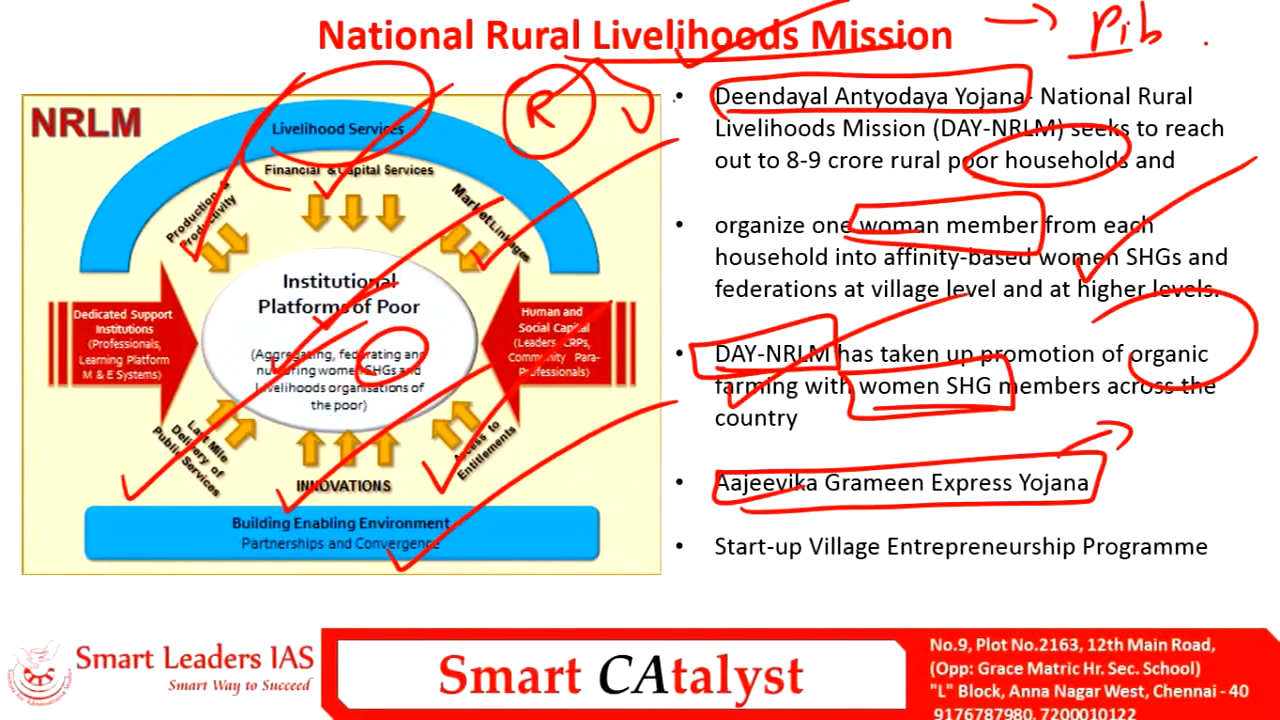 National Rural Livelihoods Mission
Pib
NRLM
Livelihood Services
R
Financial & Capital Services
Production &
Productivity
Market Linkages
Institutional
Platforms of Poor
(Aggregating, federating and
nurturing women SHGs and
Livelihoods organisations of
the poor)
Dedicated Support
Institutions
(Professionals,
Learning Platform
M & E Systems)
Human and
Social Capital
(Leaders CRPs,
Community Para-
Professionals)
Last Mile
Delivery of
Public Services
INNOVATIONS
Access to
Entitlements
Building Enabling Environment
Partnerships and Convergence
• Deendayal Antyodaya Yojana- National Rural
Livelihoods Mission (DAY-NRLM) seeks to reach
out to 8-9 crore rural poor households and
• organize one woman member from each
household into affinity-based women SHGs and
federations at village level and at higher levels.
• DAY-NRLM has taken up promotion of organic
farming with women SHG members across the
country
• Aajeevika Grameen Express Yojana
• Start-up Village Entrepreneurship Programme
Smart Leaders IAS
Smart Way to Succeed
Smart CAtalyst
No.9, Plot No.2163, 12th Main Road,
(Opp: Grace Matric Hr. Sec. School)
"L" Block, Anna Nagar West, Chennai - 40
9176787980, 7200010122